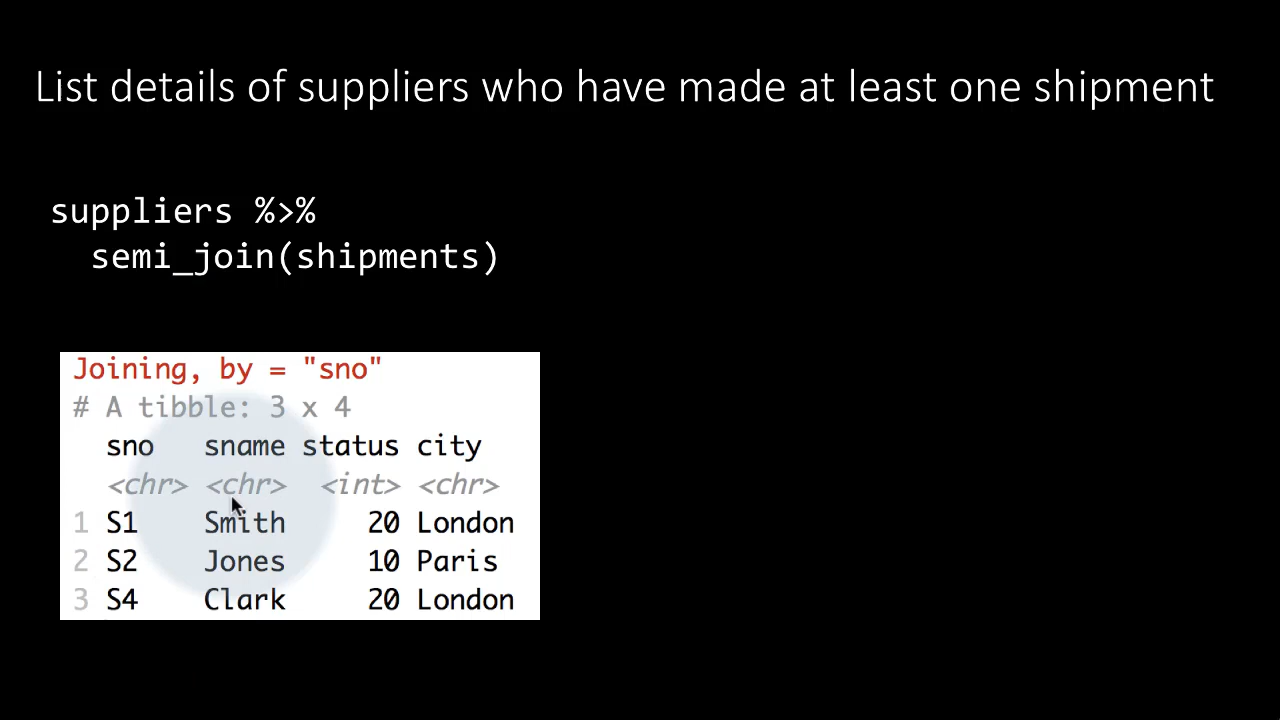 List details of suppliers who have made at least one shipment
suppliers %>%
  semi_join(shipments)
Joining, by = "sno"
# A tibble: 3 x 4
  sno   sname status city
  <chr> <chr>  <int> <chr>
1 S1    Smith     20 London
2 S2    Jones     10 Paris
3 S4    Clark     20 London